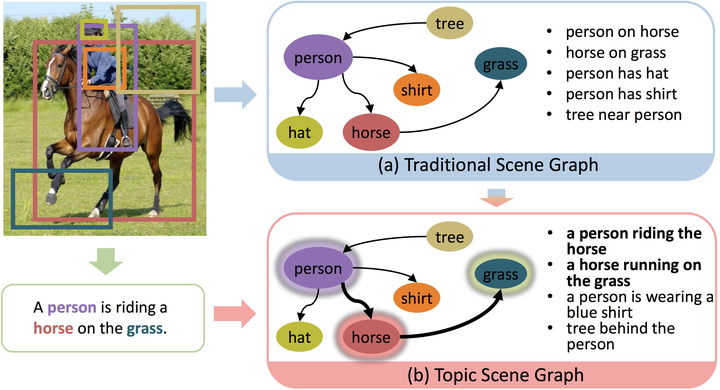 tree
person
grass
shirt
hat
horse
• person on horse
• horse on grass
• person has hat
• person has shirt
• tree near person
(a) Traditional Scene Graph
A person is riding a
horse on the grass.
tree
person
grass
shirt
hat
horse
• a person riding the
horse
• a horse running on
the grass
• a person is wearing a
blue shirt
• tree behind the
person
(b) Topic Scene Graph